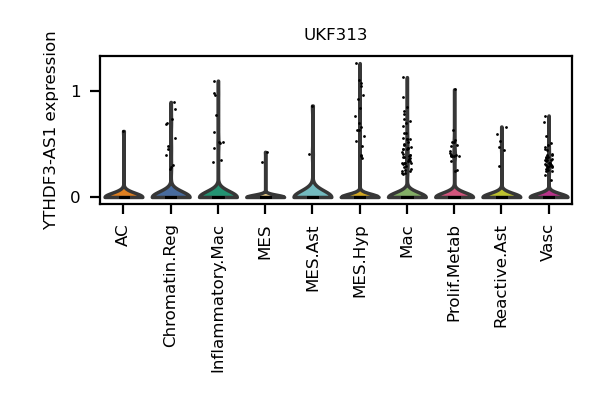 UKF313
YTHDF3-AS1 expression
1
0
AC
Chromatin.Reg
Inflammatory.Mac
MES
MES.Ast
MES.Hyp
Mac
Prolif.Metab
Reactive.Ast
Vasc